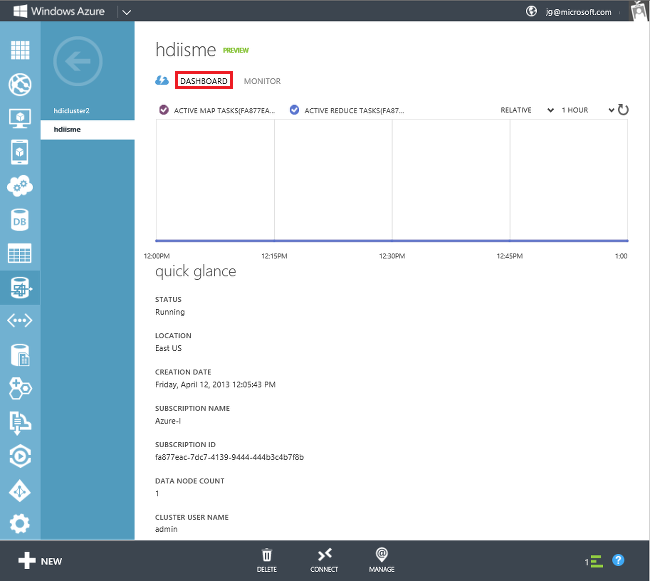 Windows Azure
jg@microsoft.com
hdiisme PREVIEW
DASHBOARD MONITOR
hdicluster2
hdiisme
ACTIVE MAP TASKS(FA877EA... ACTIVE REDUCE TASKS(FA87... RELATIVE 1 HOUR
12:00PM 12:15PM 12:30PM 12:45PM 1:00
quick glance
STATUS
Running
LOCATION
East US
CREATION DATE
Friday, April 12, 2013 12:05:43 PM
SUBSCRIPTION NAME
Azure-I
SUBSCRIPTION ID
fa877eac-7dc7-4139-9444-444b3c4b7f8b
DATA NODE COUNT
1
CLUSTER USER NAME
admin
DB
NEW
DELETE CONNECT MANAGE
1 ?